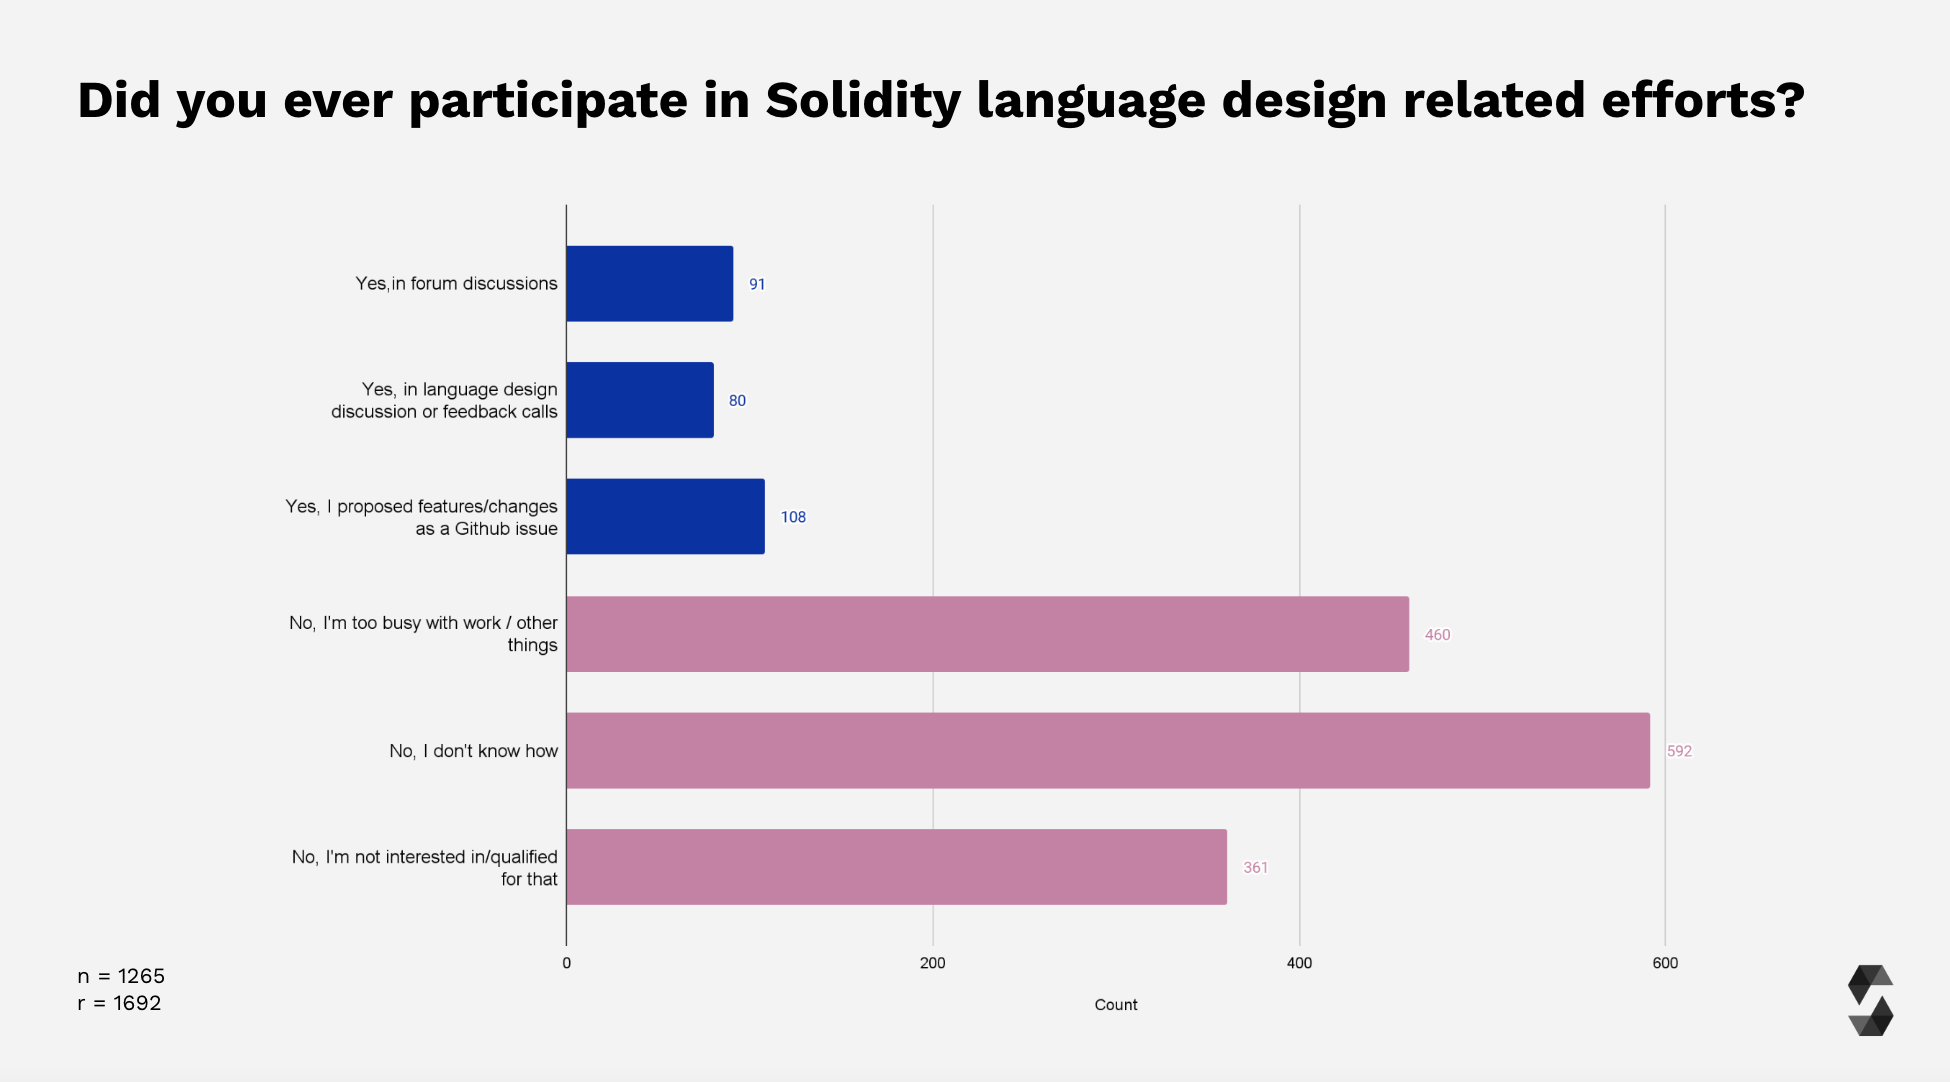 Did you ever participate in Solidity language design related efforts?
Yes,in forum discussions
91
Yes, in language design
discussion or feedback calls
80
Yes, I proposed features/changes
as a Github issue
108
No, I'm too busy with work / other
things
460
No, I don't know how
592
No, I'm not interested in/qualified
for that
361
0 200 400 600
Count
n = 1265
r = 1692